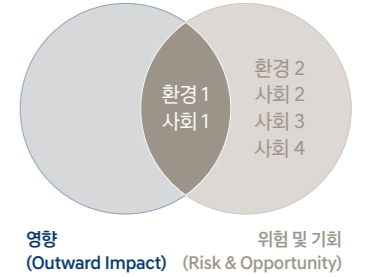 환경 1
사회 1
환경 2
사회 2
사회 3
사회 4
영향
(Outward Impact)
위험 및 기회
(Risk & Opportunity)